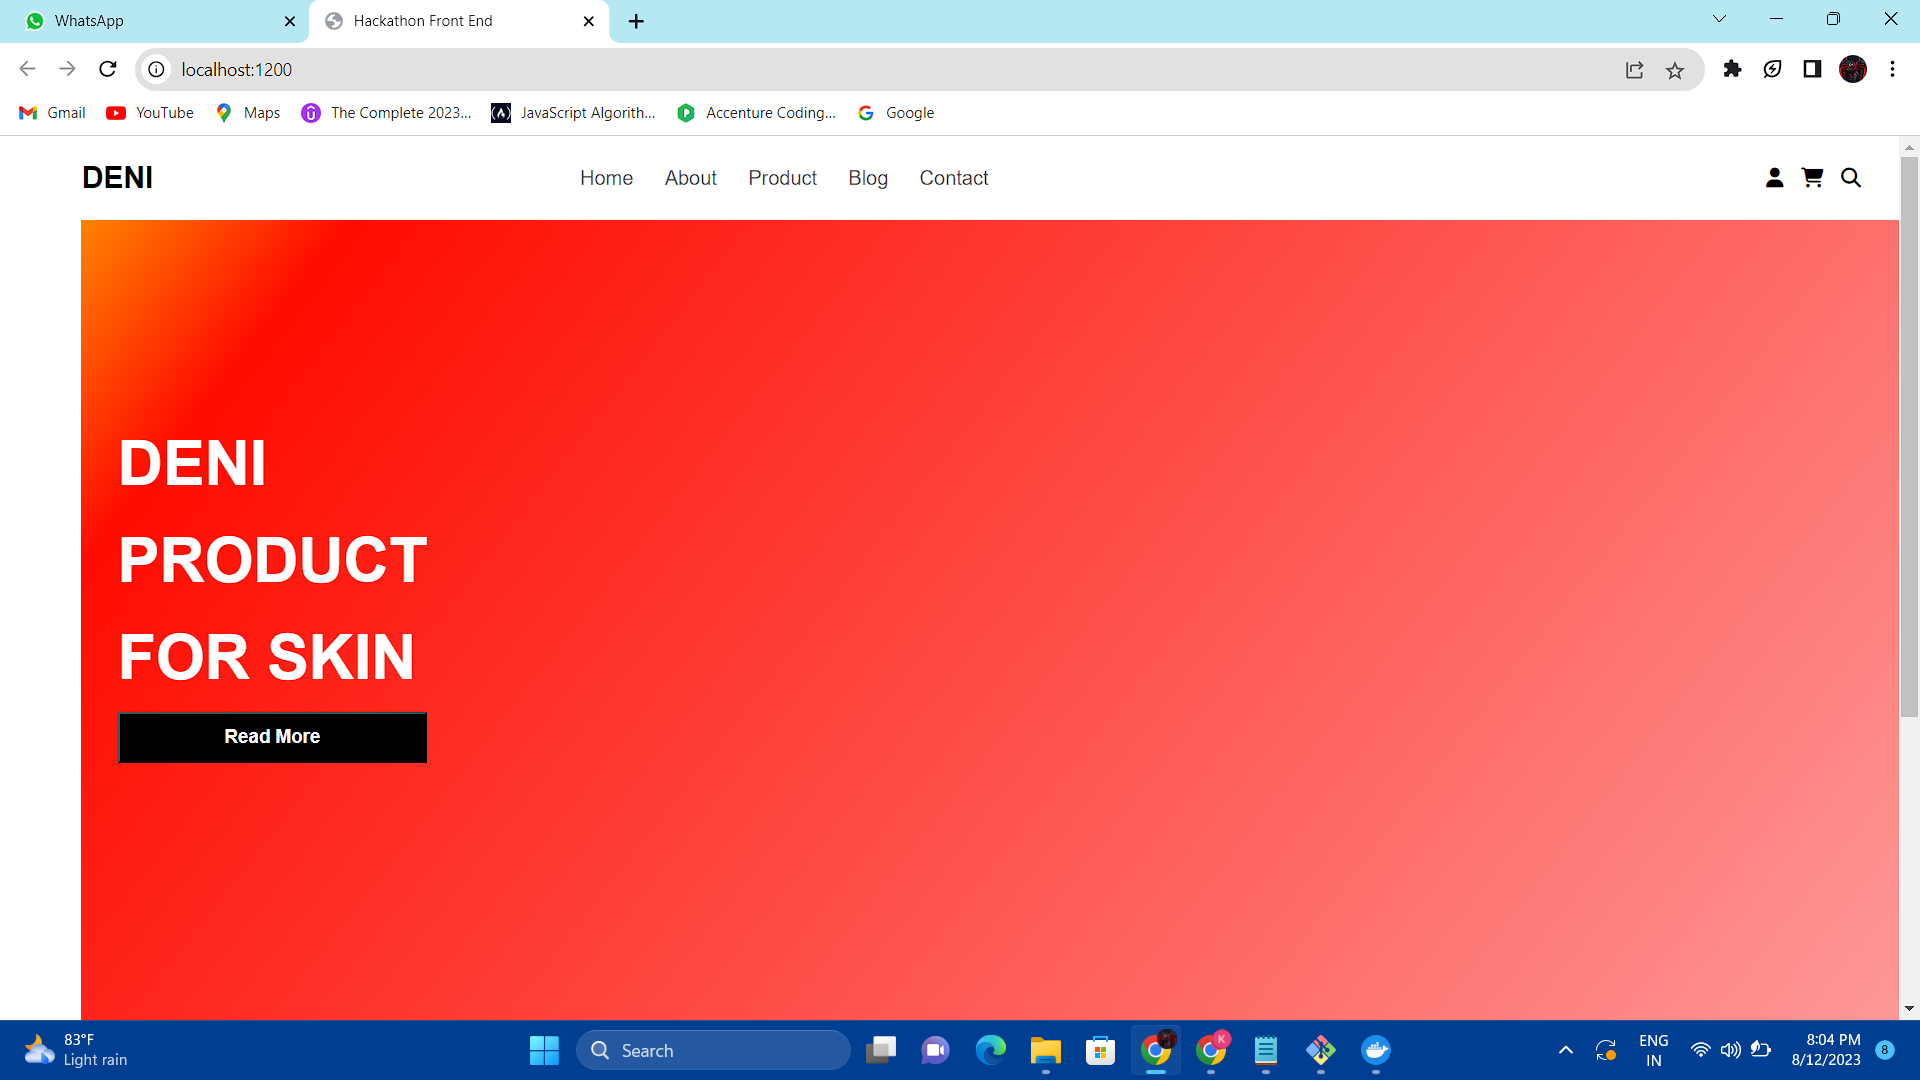 WhatsApp
Hackathon Front End
localhost:1200
Gmail
YouTube
Maps
The Complete 2023...
JavaScript Algorith...
Accenture Coding...
Google
DENI
Home About Product Blog Contact
DENI
PRODUCT
FOR SKIN
Read More
83°F
Light rain
Search
K
ENG
IN
8:04 PM
8/12/2023
8